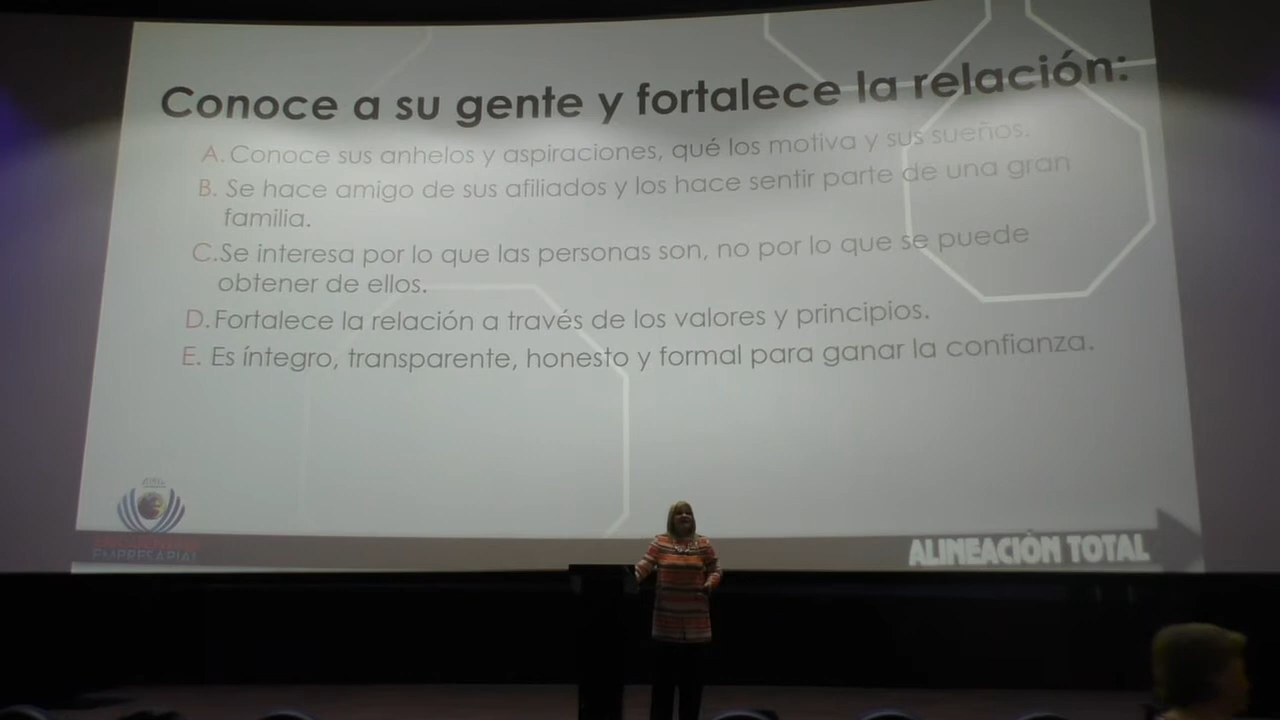 Conoce a su gente y fortalece la relación:
A. Conoce sus anhelos y aspiraciones, qué los motiva y sus sueños.
B. Se hace amigo de sus afiliados y los hace sentir parte de una gran
familia.
C. Se interesa por lo que las personas son, no por lo que se puede
obtener de ellos.
D. Fortalece la relación a través de los valores y principios.
E. Es íntegro, transparente, honesto y formal para ganar la confianza.
EMPRESARIAL
ALINEACIÓN TOTAL